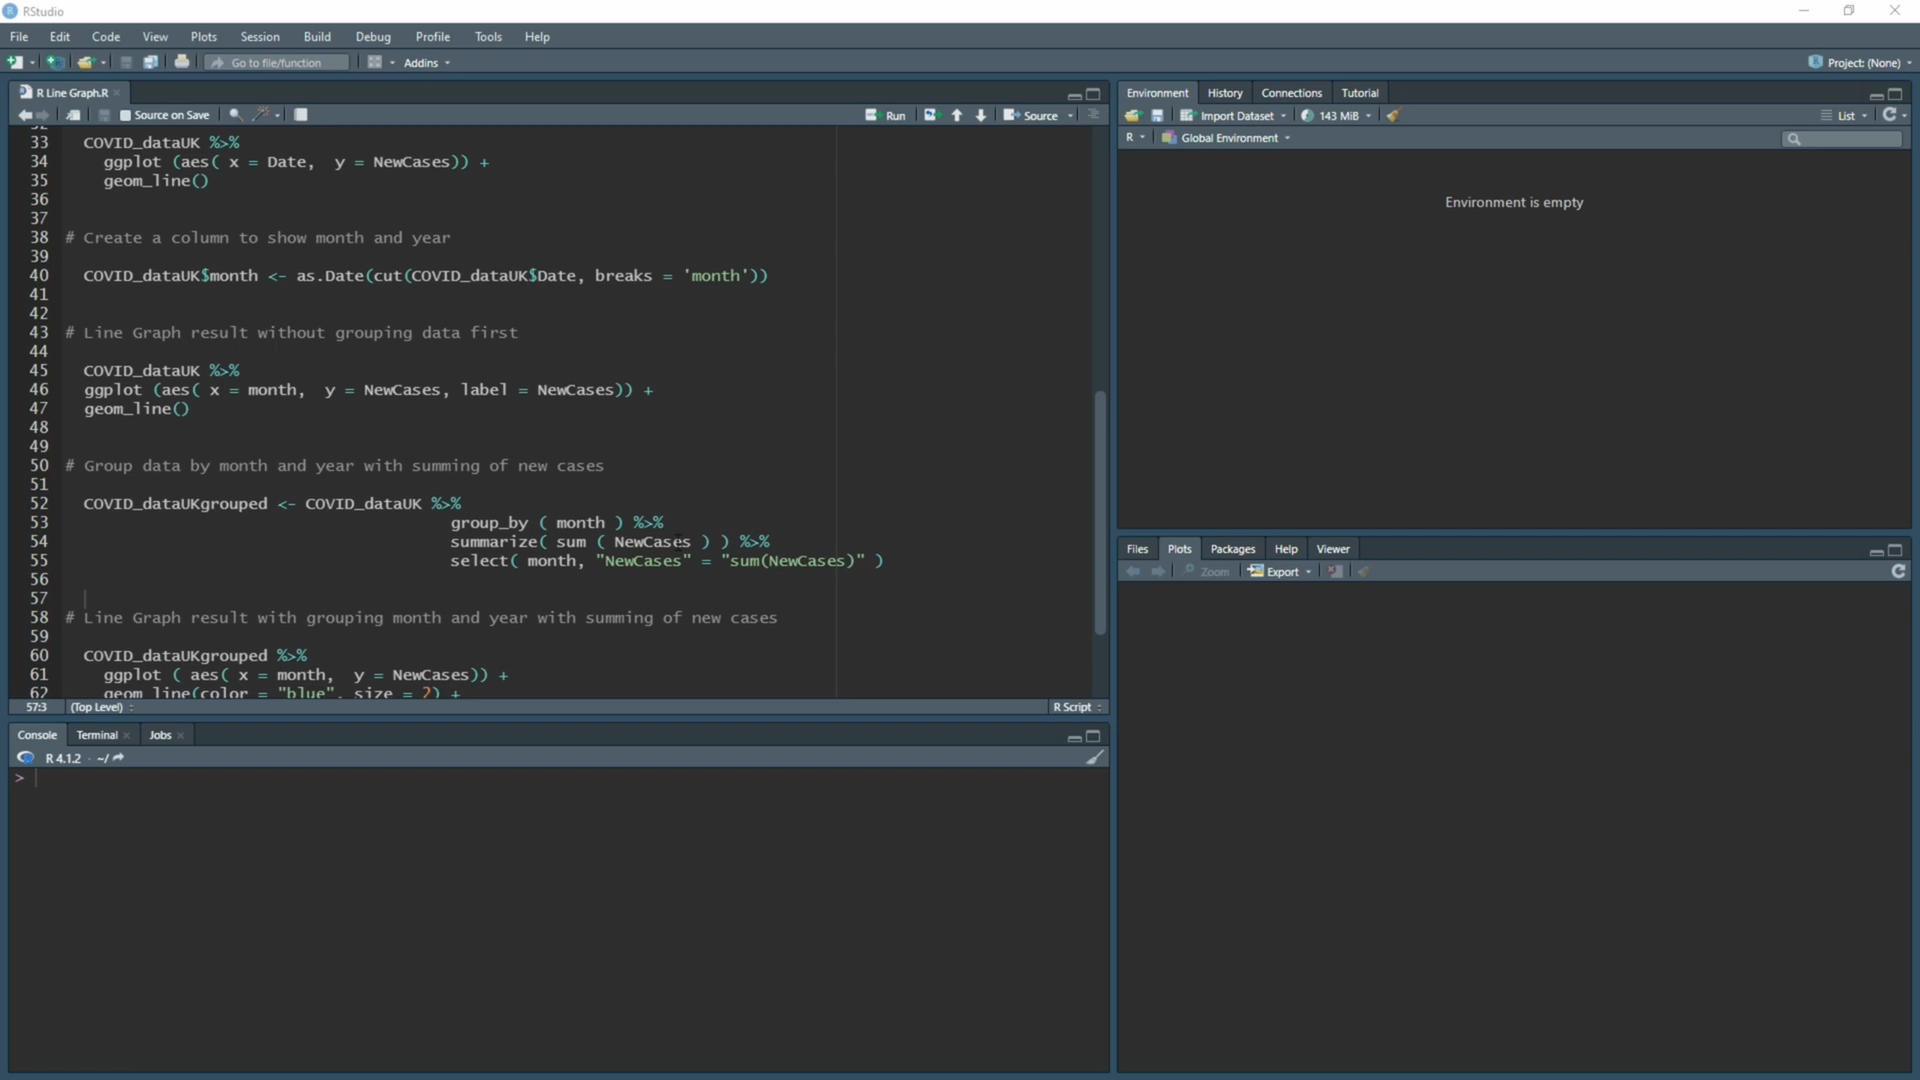 RStudio
File Edit Code View Plots Session Build Debug Profile Tools Help
Go to file/function Addins Project: (None)
R Line Graph.R
Source on Save Run Source
33 COVID_dataUK %>%
34 ggplot (aes( x = Date, y = NewCases)) +
35 geom_line()
36
37
38 # Create a column to show month and year
39
40 COVID_dataUK$month <- as.Date(cut(COVID_dataUK$Date, breaks = 'month'))
41
42
43 # Line Graph result without grouping data first
44
45 COVID_dataUK %>%
46 ggplot (aes( x = month, y = NewCases, label = NewCases)) +
47 geom_line()
48
49
50 # Group data by month and year with summing of new cases
51
52 COVID_dataUKgrouped <- COVID_dataUK %>%
53 group_by ( month ) %>%
54 summarize( sum ( NewCases ) ) %>%
55 select( month, "NewCases" = "sum(NewCases)" )
56
57
58 # Line Graph result with grouping month and year with summing of new cases
59
60 COVID_dataUKgrouped %>%
61 ggplot ( aes( x = month, y = NewCases)) +
62 geom_line(color = "blue", size = 2) +
57:3 (Top Level) R Script
Console Terminal Jobs
R 4.1.2 · ~/
>
Environment History Connections Tutorial
Import Dataset 143 MiB List
R Global Environment
Environment is empty
Files Plots Packages Help Viewer
Zoom Export